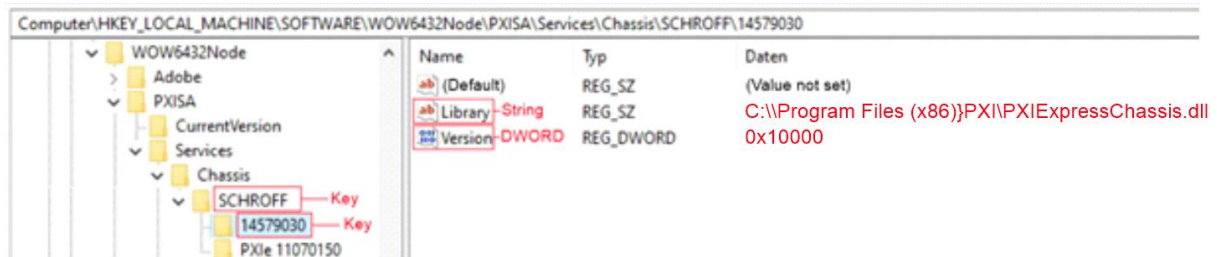 Computer\HKEY_LOCAL_MACHINE\SOFTWARE\WOW6432Node\PXISA\Services\Chassis\SCHROFF\14579030
WOW6432Node
Adobe
PXISA
CurrentVersion
Services
Chassis
SCHROFF Key
14579030 Key
PXIe 11070150
Name Typ Daten
(Default) REG_SZ (Value not set)
Library String REG_SZ C:\\Program Files (x86)}PXI\PXIExpressChassis.dll
Version DWORD REG_DWORD 0x10000